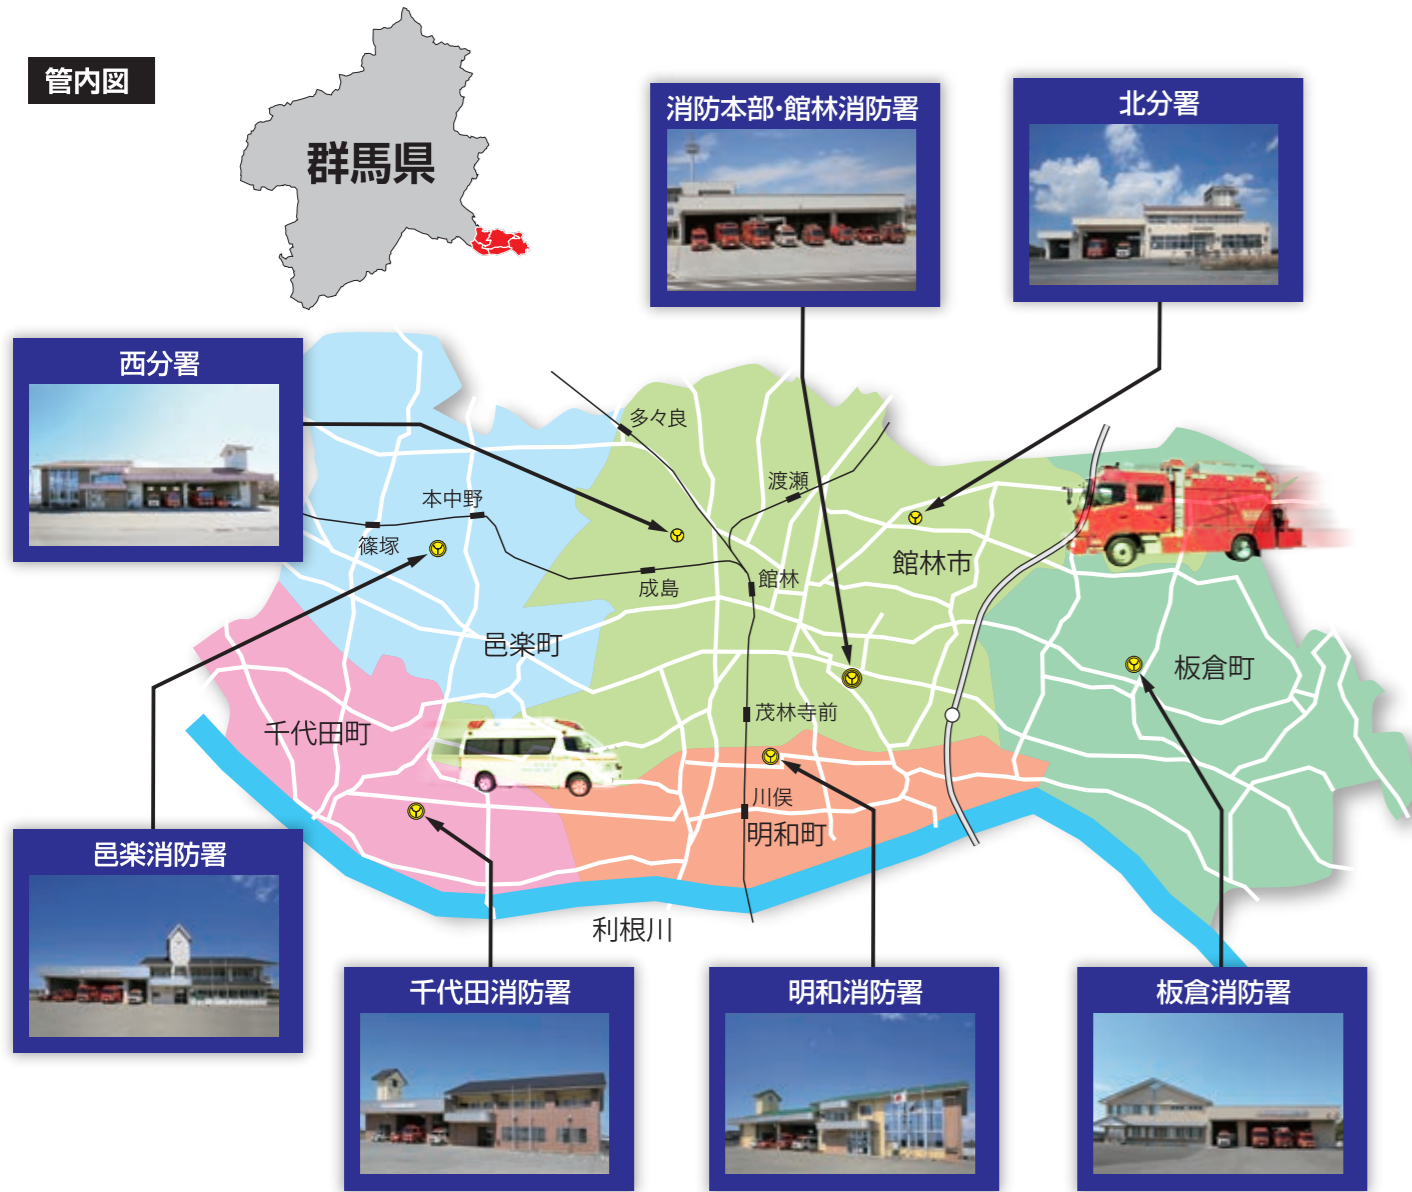 管内図
群馬県
消防本部・館林消防署
北分署
西分署
多々良
渡瀬
本中野
篠塚
成島
館林
館林市
邑楽町
板倉町
千代田町
茂林寺前
川俣
明和町
利根川
邑楽消防署
千代田消防署
明和消防署
板倉消防署